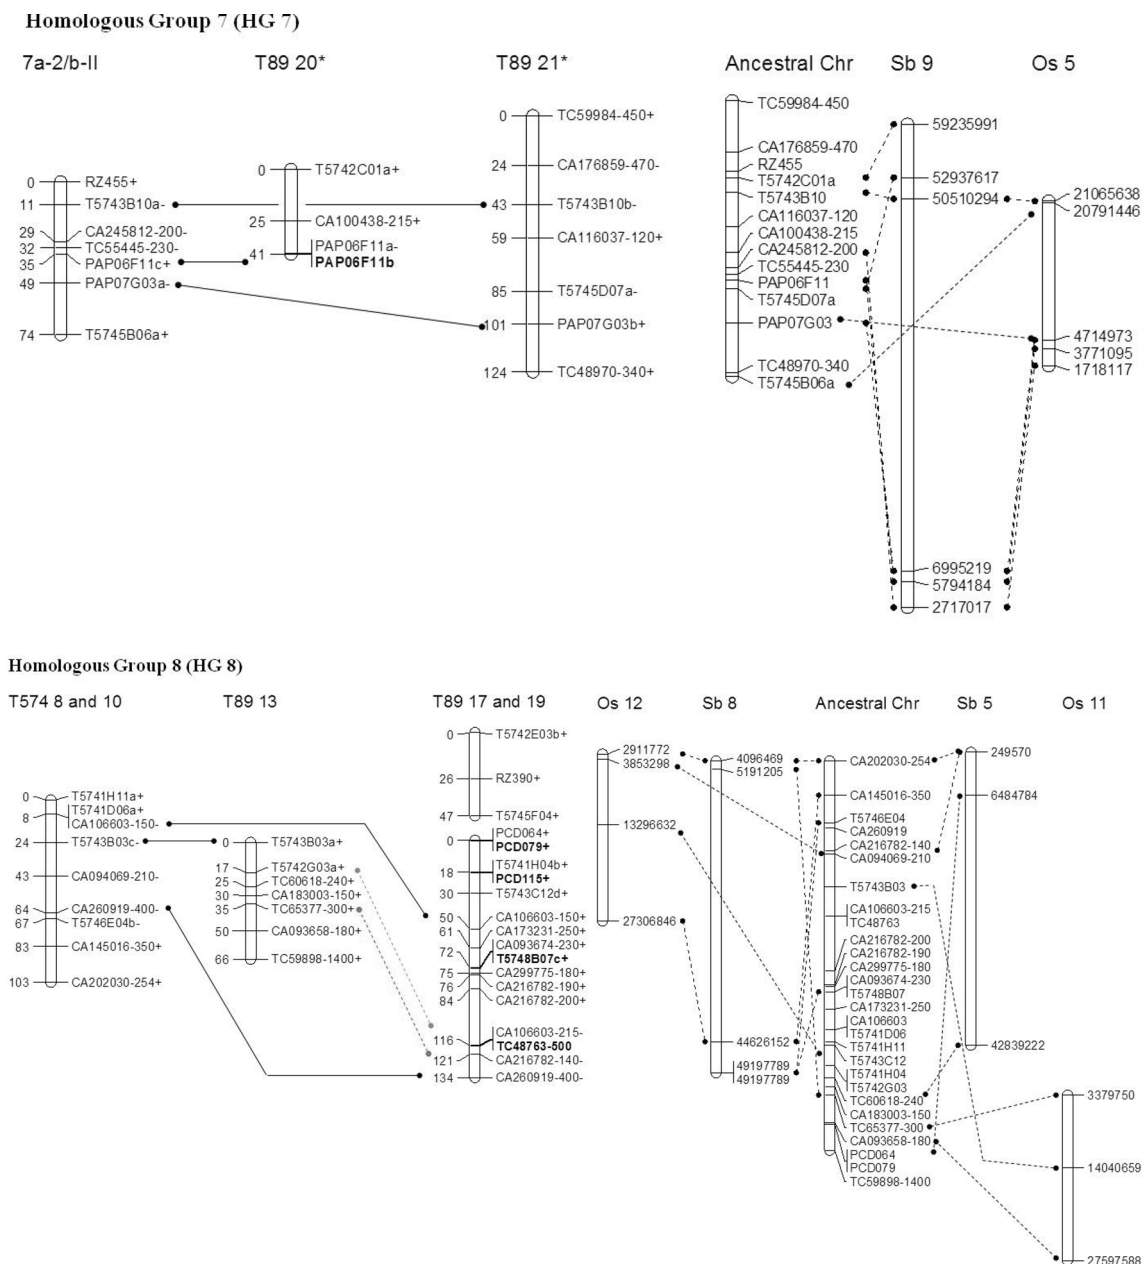 Homologous Group 7 (HG 7)
7a-2/b-II
0 RZ455+
11 T5743B10a-
29 CA245812-200-
32 TC55445-230-
35 PAP06F11c+
49 PAP07G03a-
74 T5745B06a+
T89 20*
0 T5742C01a+
25 CA100438-215+
PAP06F11a-
41 PAP06F11b
T89 21*
0 TC59984-450+
24 CA176859-470-
43 T5743B10b-
59 CA116037-120+
85 T5745D07a-
101 PAP07G03b+
124 TC48970-340+
Ancestral Chr
TC59984-450
CA176859-470
RZ455
T5742C01a
T5743B10
CA116037-120
CA100438-215
CA245812-200
TC55445-230
PAP06F11
T5745D07a
PAP07G03
TC48970-340
T5745B06a
Sb 9
59235991
52937617
50510294
6995219
5794184
2717017
Os 5
21065638
20791446
4714973
3771095
1718117
Homologous Group 8 (HG 8)
T574 8 and 10
0 T5741H11a+
T5741D06a+
8 CA106603-150-
24 T5743B03c-
43 CA094069-210-
64 CA260919-400-
67 T5746E04b-
83 CA145016-350+
103 CA202030-254+
T89 13
0 T5743B03a+
17 T5742G03a+
25 TC60618-240+
30 CA183003-150+
35 TC65377-300+
50 CA093658-180+
66 TC59898-1400+
T89 17 and 19
0 T5742E03b+
26 RZ390+
47 T5745F04+
PCD064+
0 PCD079+
T5741H04b+
18 PCD115+
30 T5743C12d+
50 CA106603-150+
61 CA173231-250+
CA093674-230+
72 T5748B07c+
75 CA299775-180+
76 CA216782-190+
84 CA216782-200+
CA106603-215-
116 TC48763-500
121 CA216782-140-
134 CA260919-400-
Os 12
2911772
3853298
13296632
27306846
Sb 8
4096469
5191205
44626152
49197789
49197789
Ancestral Chr
CA202030-254
CA145016-350
T5746E04
CA260919
CA216782-140
CA094069-210
T5743B03
CA106603-215
TC48763
CA216782-200
CA216782-190
CA299775-180
CA093674-230
T5748B07
CA173231-250
CA106603
T5741D06
T5741H11
T5743C12
T5741H04
T5742G03
TC60618-240
CA183003-150
TC65377-300
CA093658-180
PCD064
PCD079
TC59898-1400
Sb 5
249570
6484784
42839222
Os 11
3379750
14040659
27597588